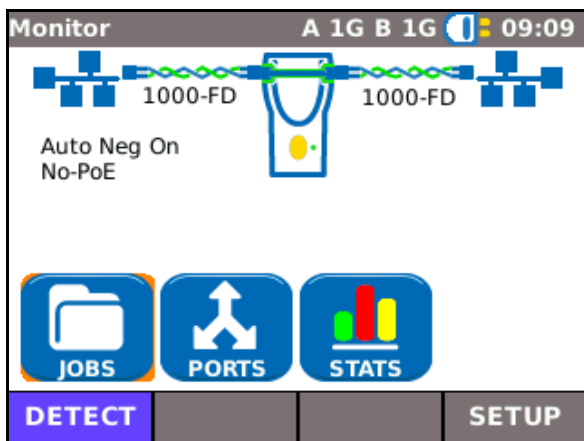 Monitor A 1G B 1G 09:09
1000-FD 1000-FD
Auto Neg On
No-PoE
JOBS PORTS STATS
DETECT SETUP